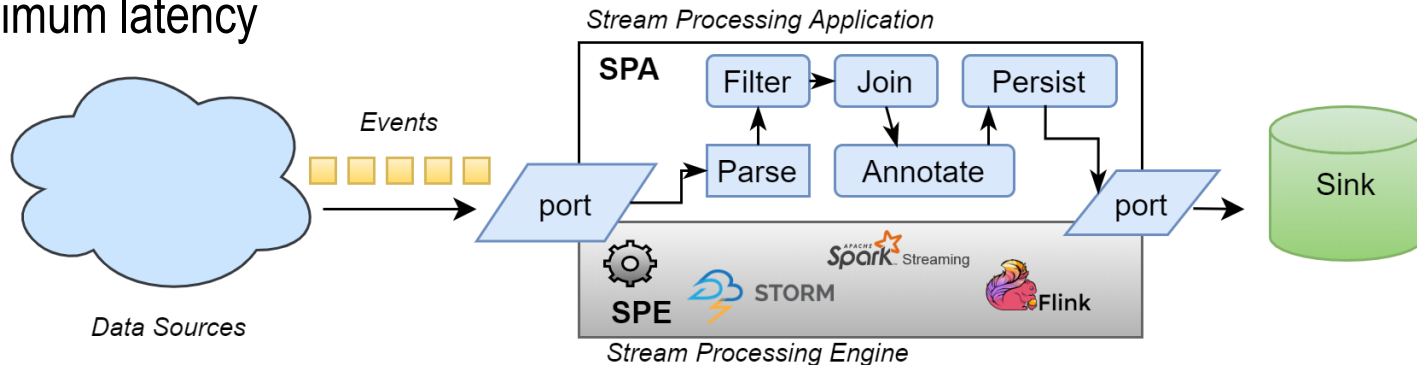 imum latency
Stream Processing Application
SPA
Filter
Join
Persist
Events
Parse
Annotate
port
port
Sink
APACHE
Spark Streaming
STORM
Flink
SPE
Data Sources
Stream Processing Engine